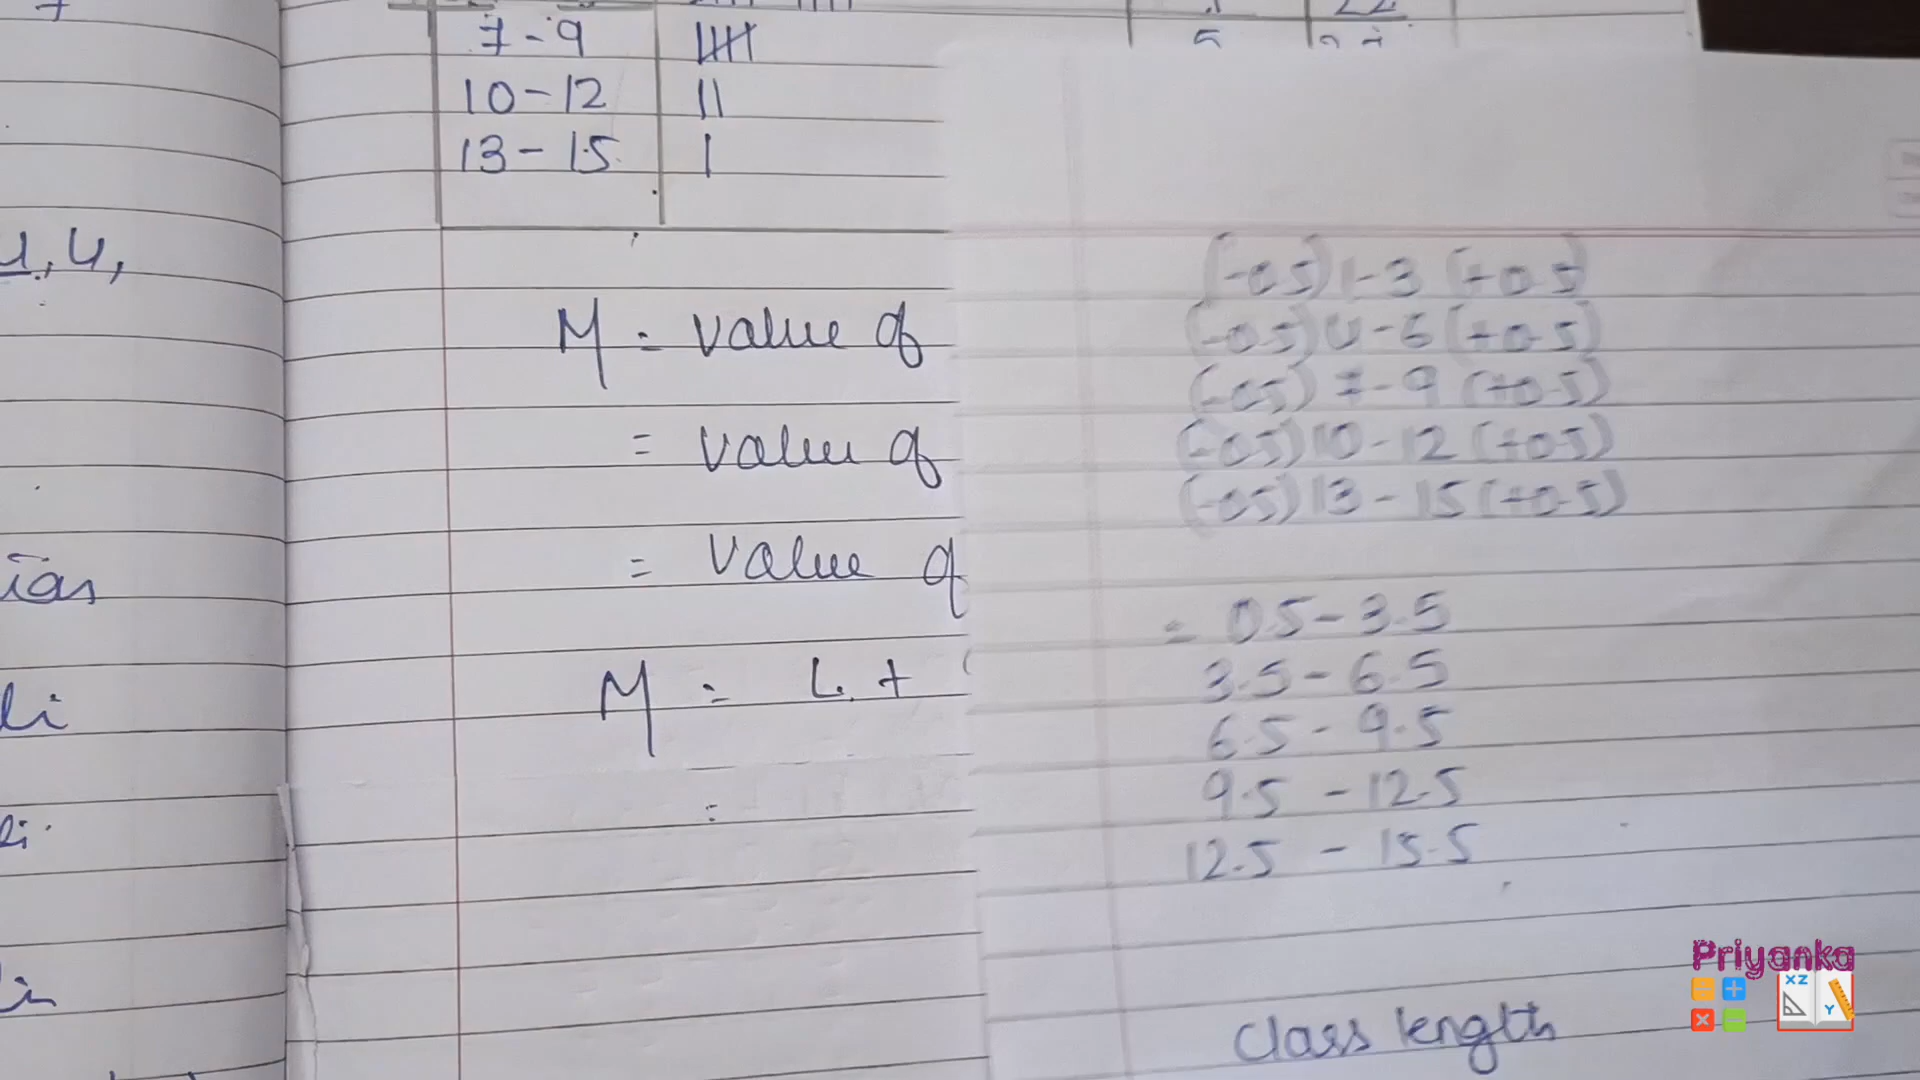 7-9
10-12 ||
13-15 |
4, 4,
M = value of
= value of
= value of
M = L +
=
(-0.5) 1-3 (+0.5)
(-0.5) 4-6 (+0.5)
(-0.5) 7-9 (+0.5)
(-0.5) 10-12 (+0.5)
(-0.5) 13-15 (+0.5)
= 0.5-3.5
3.5-6.5
6.5-9.5
9.5-12.5
12.5-15.5
class length
Priyanka
XZ
Y